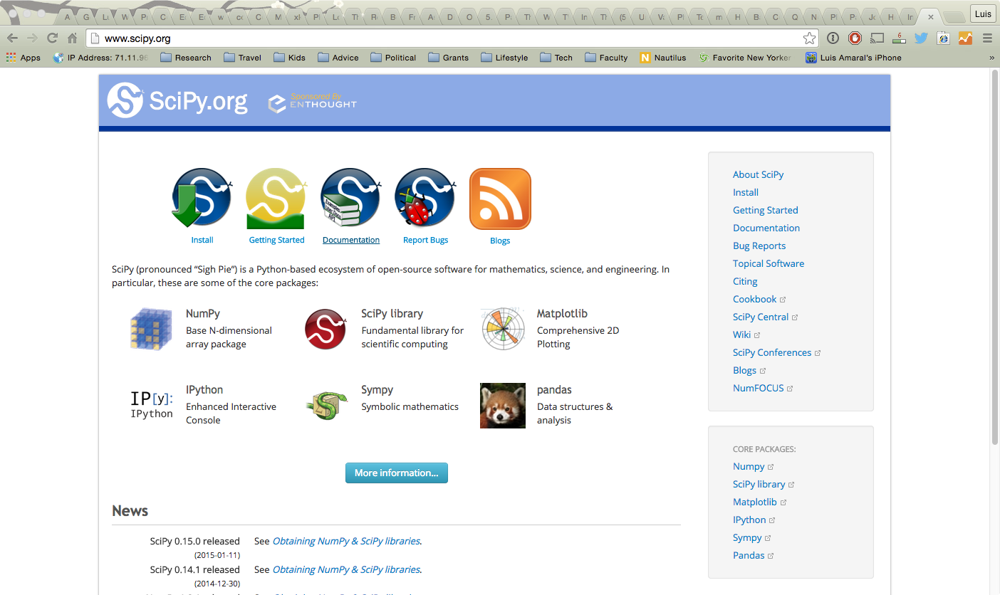 Luis
www.scipy.org
Apps
IP Address: 71.11.96
Research
Travel
Kids
Advice
Political
Grants
Lifestyle
Tech
Faculty
Nautilus
Favorite New Yorker
Luis Amaral's iPhone
»
SciPy.org
Sponsored By
ENTHOUGHT
Install
Getting Started
Documentation
Report Bugs
Blogs
SciPy (pronounced “Sigh Pie”) is a Python-based ecosystem of open-source software for mathematics, science, and engineering. In
particular, these are some of the core packages:
NumPy
Base N-dimensional
array package
SciPy library
Fundamental library for
scientific computing
Matplotlib
Comprehensive 2D
Plotting
IP[y]:
IPython
IPython
Enhanced Interactive
Console
Sympy
Symbolic mathematics
pandas
Data structures &
analysis
More information...
News
SciPy 0.15.0 released
(2015-01-11)
See Obtaining NumPy & SciPy libraries.
SciPy 0.14.1 released
(2014-12-30)
See Obtaining NumPy & SciPy libraries.
About SciPy
Install
Getting Started
Documentation
Bug Reports
Topical Software
Citing
Cookbook
SciPy Central
Wiki
SciPy Conferences
Blogs
NumFOCUS
CORE PACKAGES:
Numpy
SciPy library
Matplotlib
IPython
Sympy
Pandas